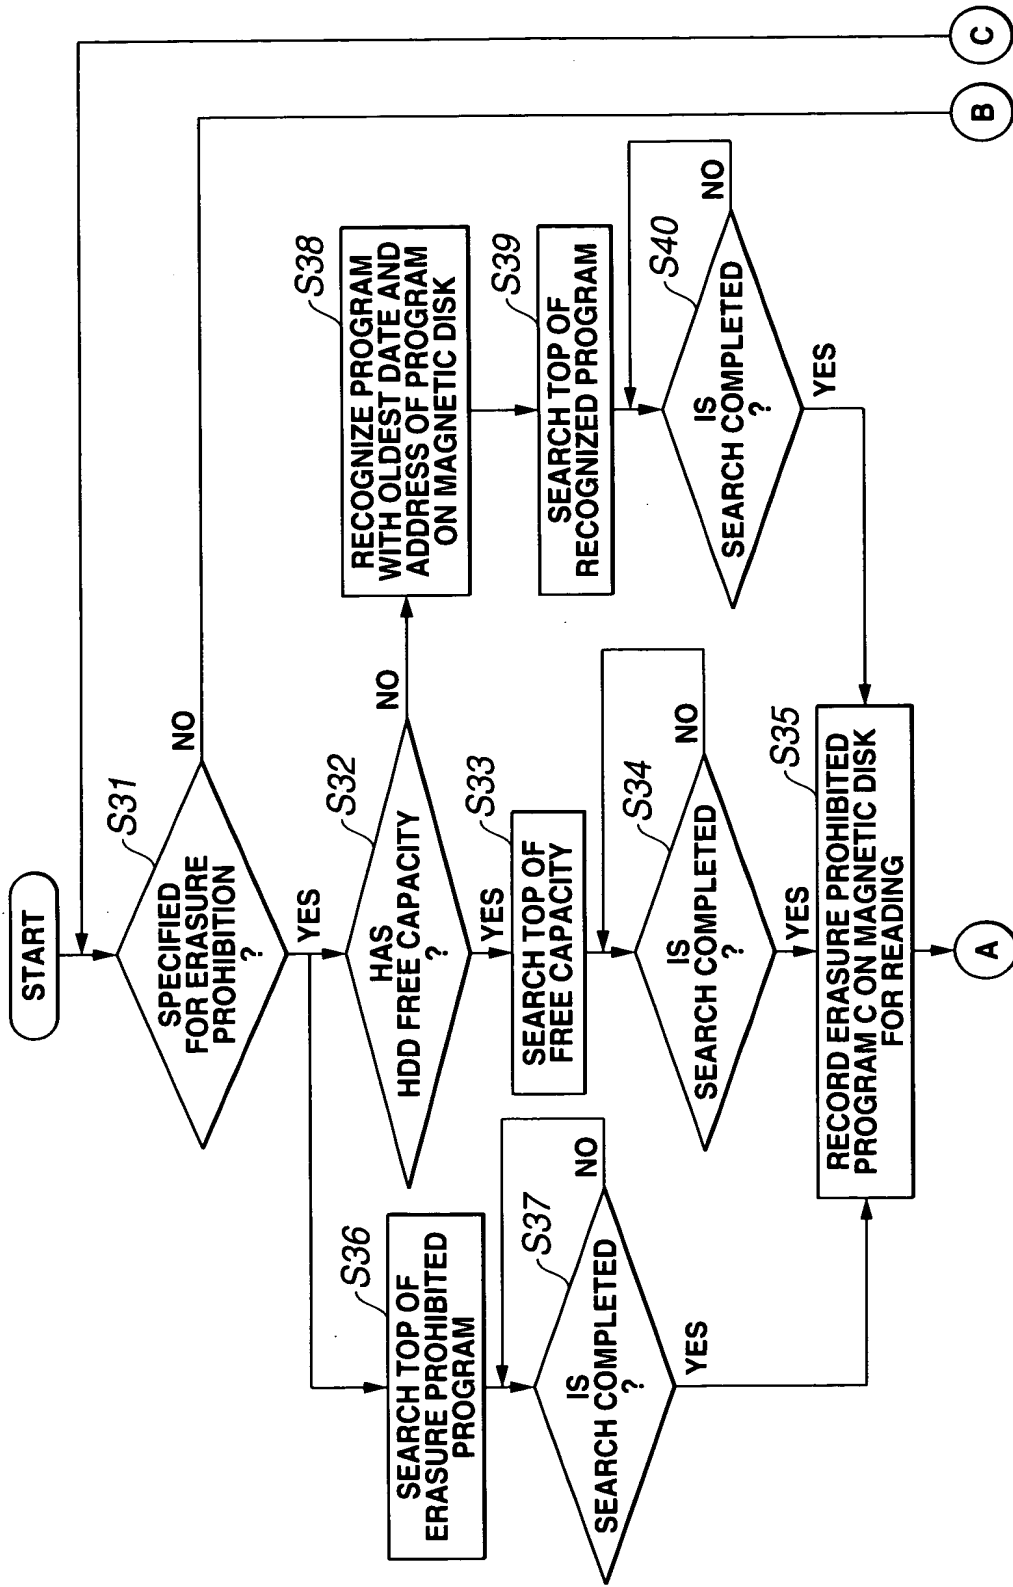 START
S31
SPECIFIED
FOR ERASURE
PROHIBITION
?
NO
YES
S32
HAS
HDD FREE CAPACITY
?
NO
YES
S33
SEARCH TOP OF
FREE CAPACITY
S34
IS
SEARCH COMPLETED
?
NO
YES
S35
RECORD ERASURE PROHIBITED
PROGRAM C ON MAGNETIC DISK
FOR READING
S36
SEARCH TOP OF
ERASURE PROHIBITED
PROGRAM
S37
IS
SEARCH COMPLETED
?
NO
YES
S38
RECOGNIZE PROGRAM
WITH OLDEST DATE AND
ADDRESS OF PROGRAM
ON MAGNETIC DISK
S39
SEARCH TOP OF
RECOGNIZED PROGRAM
S40
IS
SEARCH COMPLETED
?
NO
YES
A
B
C